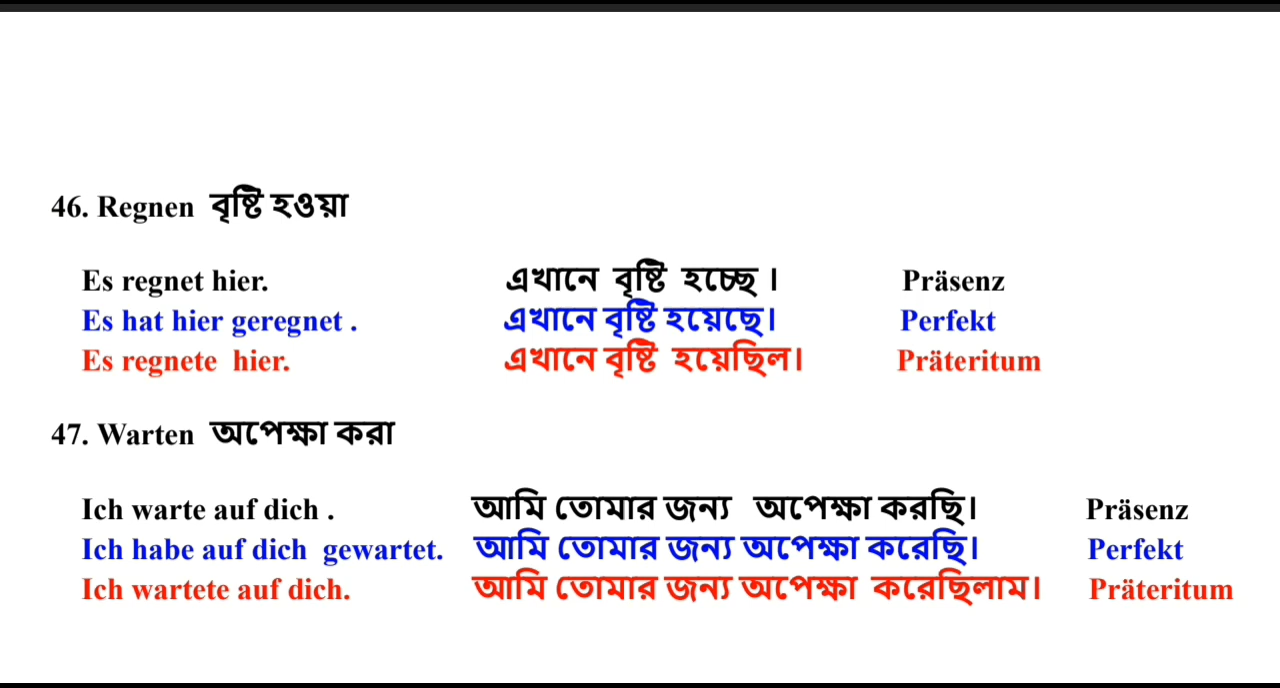 46. Regnen বৃষ্টি হওয়া
Es regnet hier. এখানে বৃষ্টি হচ্ছে । Präsenz
Es hat hier geregnet . এখানে বৃষ্টি হয়েছে। Perfekt
Es regnete hier. এখানে বৃষ্টি হয়েছিল। Präteritum
47. Warten অপেক্ষা করা
Ich warte auf dich . আমি তোমার জন্য অপেক্ষা করছি। Präsenz
Ich habe auf dich gewartet. আমি তোমার জন্য অপেক্ষা করেছি। Perfekt
Ich wartete auf dich. আমি তোমার জন্য অপেক্ষা করেছিলাম। Präteritum